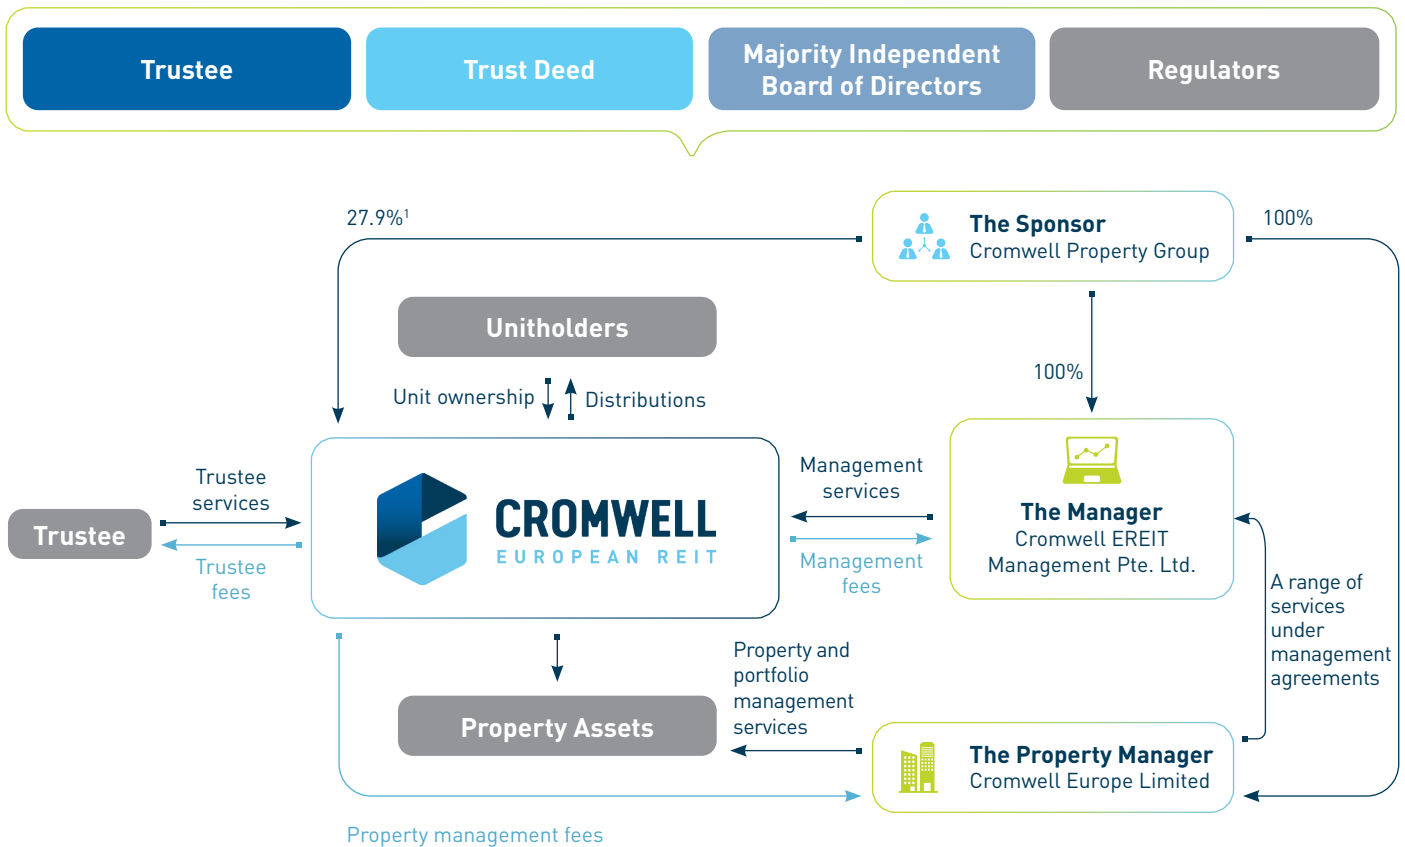 Trustee
Trust Deed
Majority Independent
Board of Directors
Regulators
27.9%¹
The Sponsor
Cromwell Property Group
100%
Unitholders
100%
Unit ownership
Distributions
Trustee
services
Trustee
Trustee
fees
CROMWELL
EUROPEAN REIT
Management
services
Management
fees
The Manager
Cromwell EREIT
Management Pte. Ltd.
A range of
services
under
management
agreements
Property and
portfolio
management
services
Property Assets
The Property Manager
Cromwell Europe Limited
Property management fees